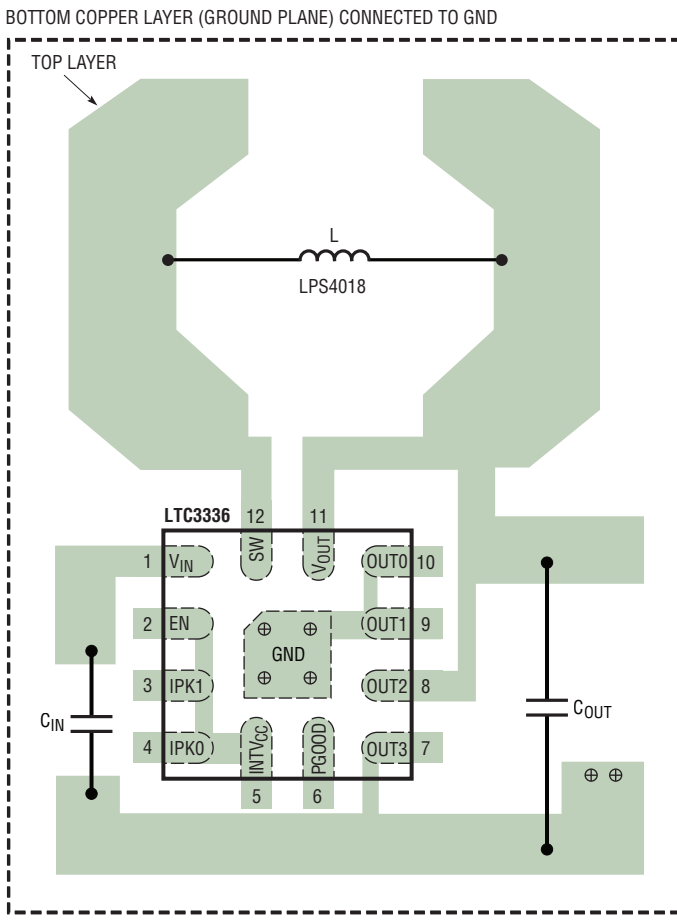 BOTTOM COPPER LAYER (GROUND PLANE) CONNECTED TO GND
TOP LAYER
L
LPS4018
LTC3336 12 11
SW VOUT
1 VIN OUT0 10
2 EN OUT1 9
GND
3 IPK1 OUT2 8
CIN COUT
4 IPK0 INTVCC PGOOD OUT3 7
5 6